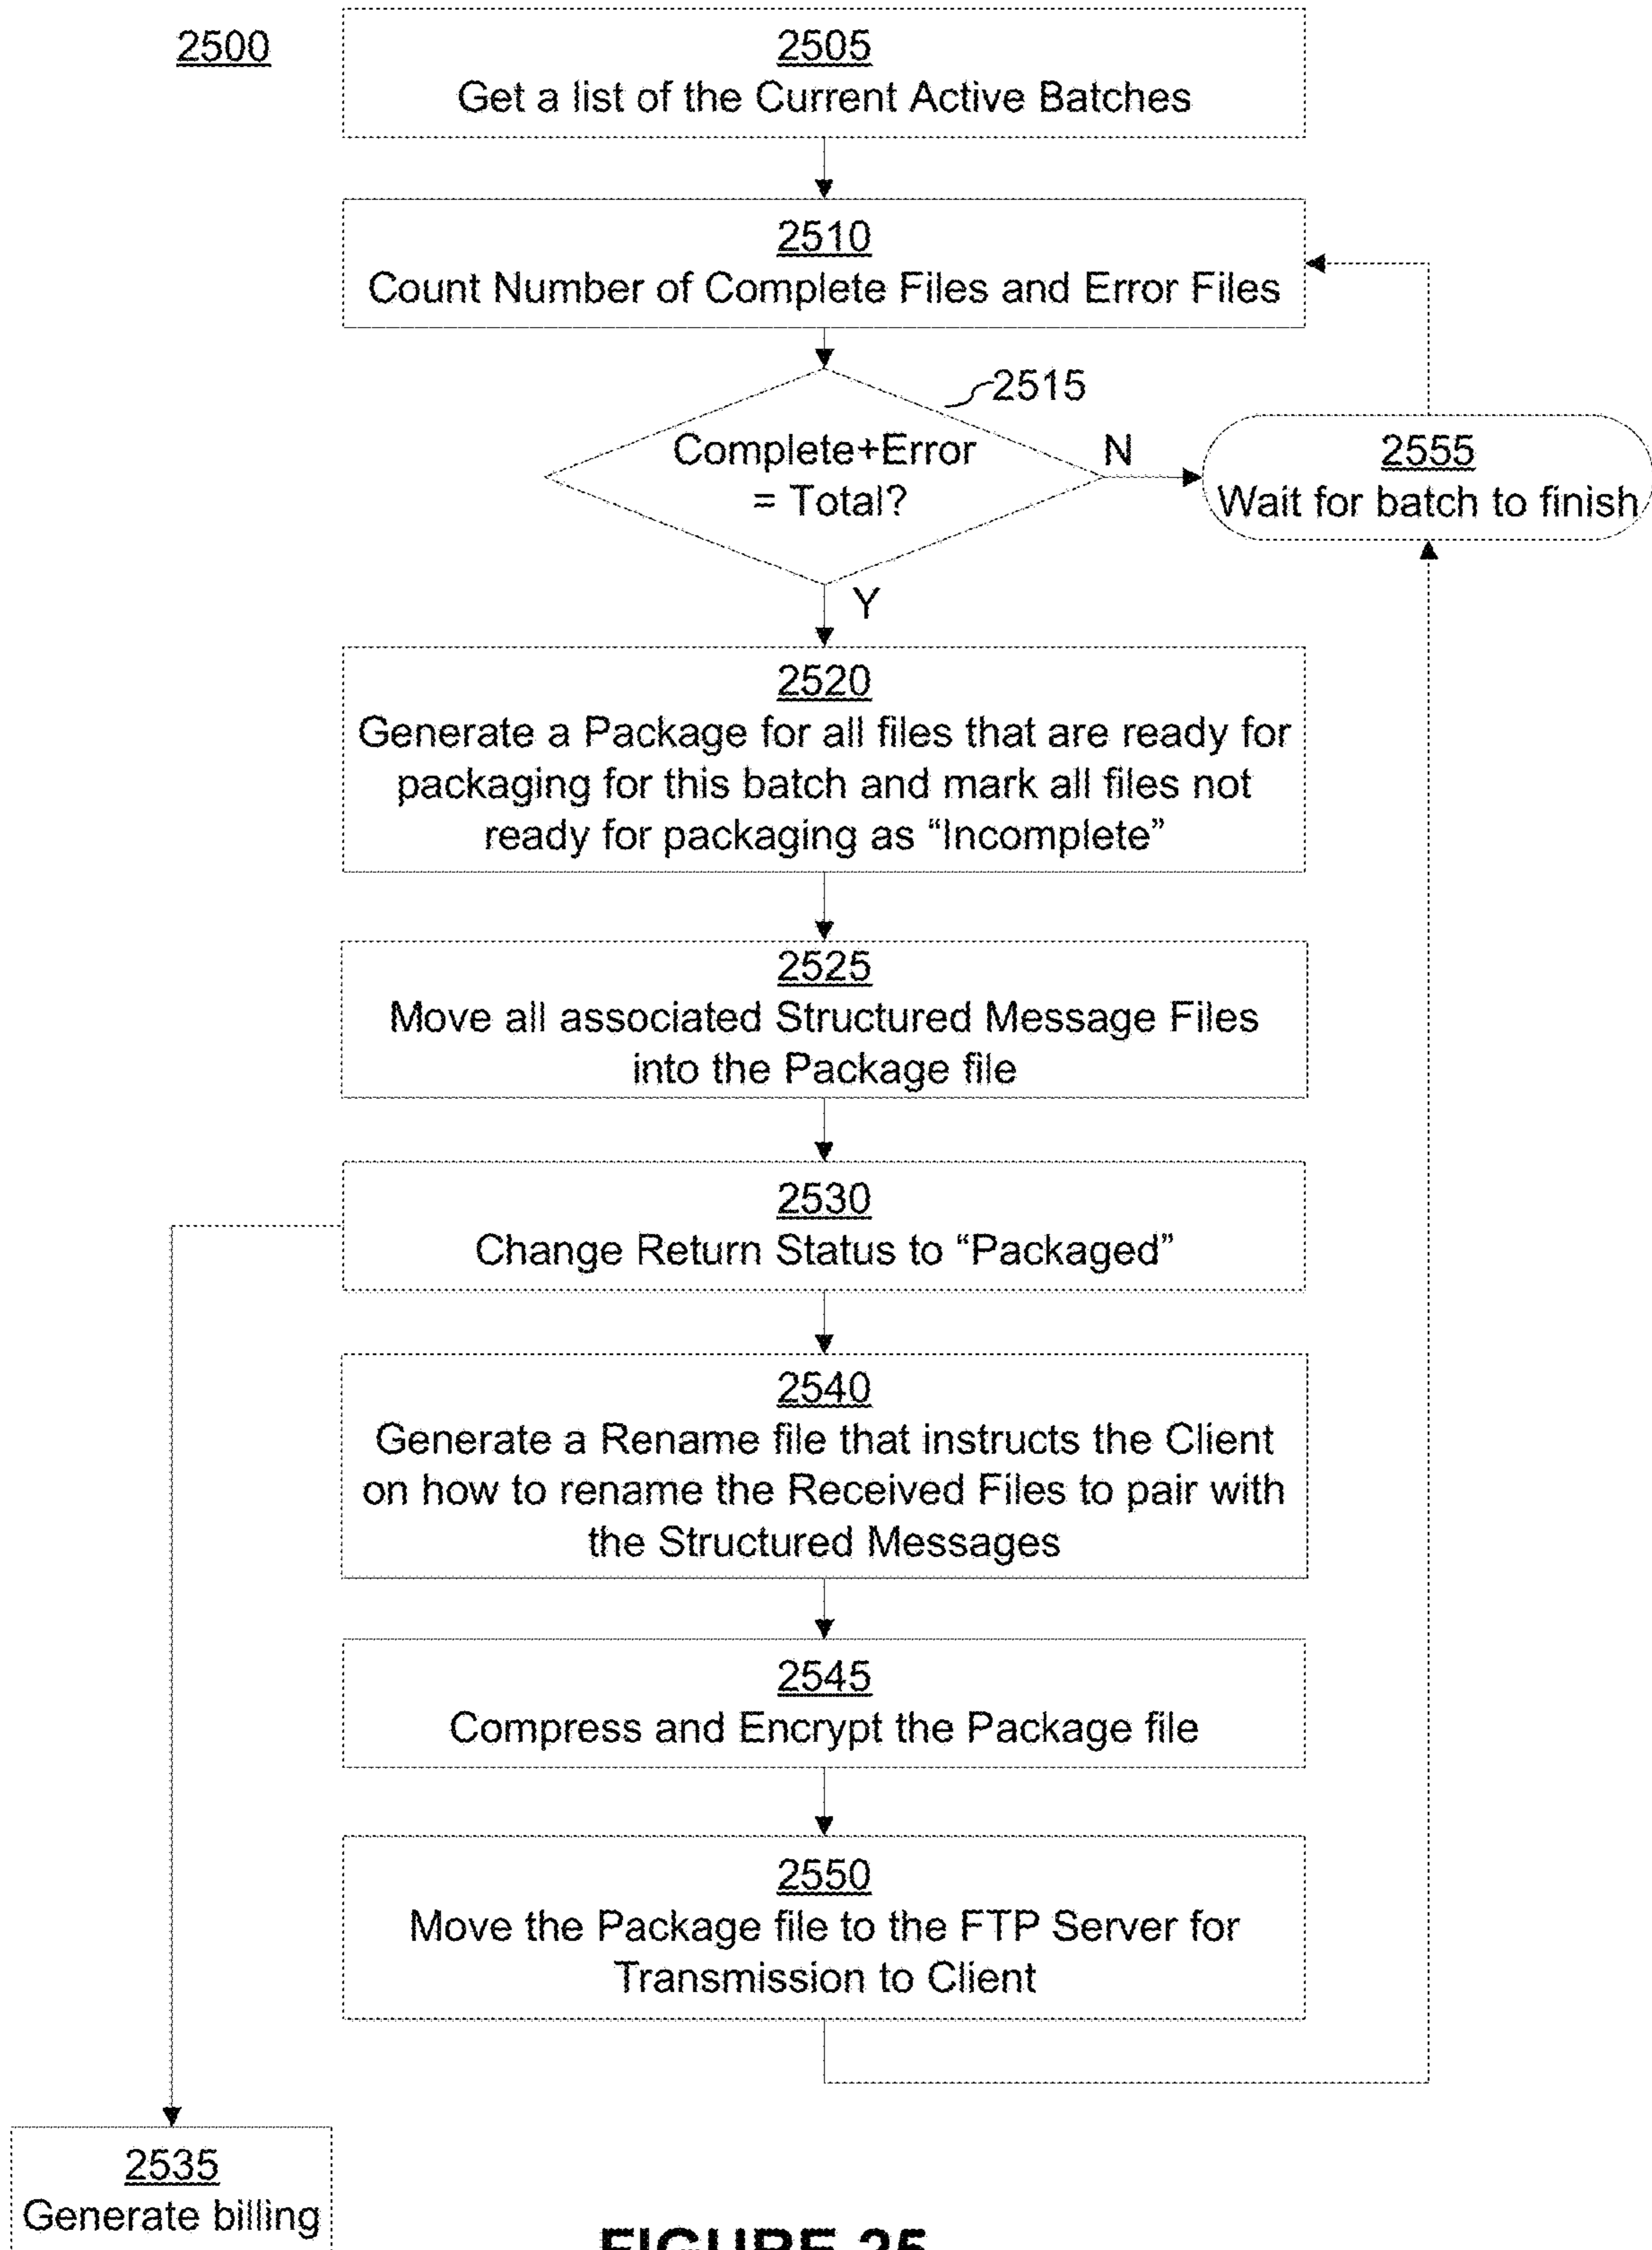 2500
2505
Get a list of the Current Active Batches
2510
Count Number of Complete Files and Error Files
2515
Complete+Error
= Total?
N
2555
Wait for batch to finish
Y
2520
Generate a Package for all files that are ready for
packaging for this batch and mark all files not
ready for packaging as “Incomplete”
2525
Move all associated Structured Message Files
into the Package file
2530
Change Return Status to “Packaged”
2540
Generate a Rename file that instructs the Client
on how to rename the Received Files to pair with
the Structured Messages
2545
Compress and Encrypt the Package file
2550
Move the Package file to the FTP Server for
Transmission to Client
2535
Generate billing
FIGURE 25